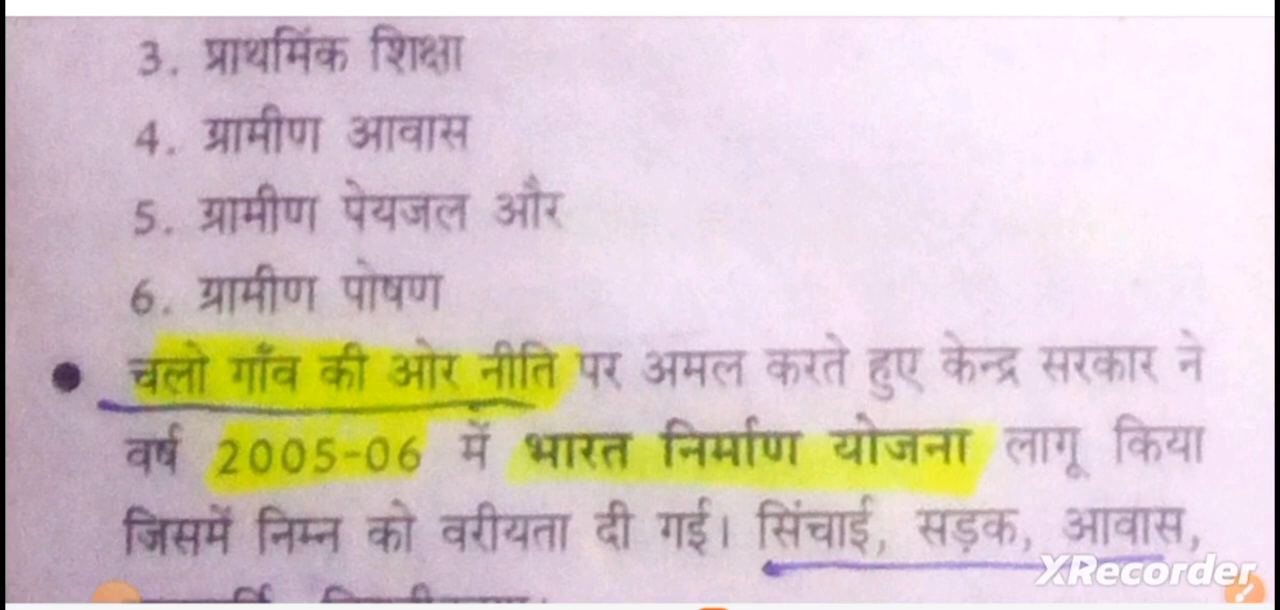 3. प्राथमिक शिक्षा
4. ग्रामीण आवास
5. ग्रामीण पेयजल और
6. ग्रामीण पोषण
● चलो गाँव की ओर नीति पर अमल करते हुए केन्द्र सरकार ने
वर्ष 2005-06 में भारत निर्माण योजना लागू किया
जिसमें निम्न को वरीयता दी गई। सिंचाई, सड़क, आवास,
XRecorder